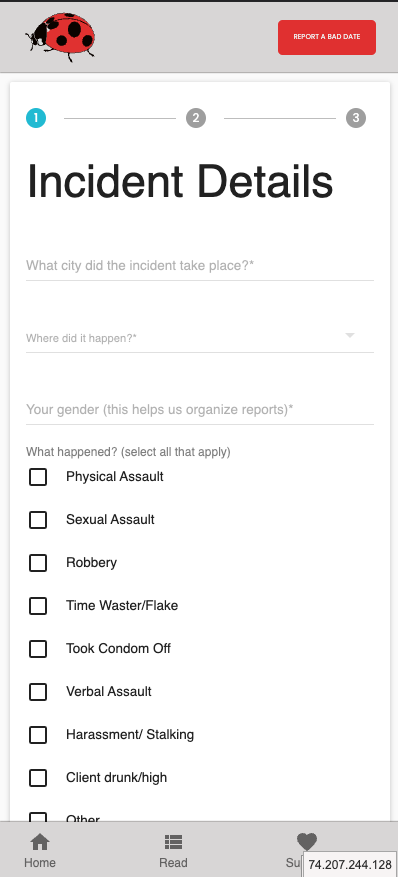 REPORT A BAD DATE
1 2 3
Incident Details
What city did the incident take place?*
Where did it happen?*
Your gender (this helps us organize reports)*
What happened? (select all that apply)
Physical Assault
Sexual Assault
Robbery
Time Waster/Flake
Took Condom Off
Verbal Assault
Harassment/ Stalking
Client drunk/high
Other
Home Read Su
74.207.244.128